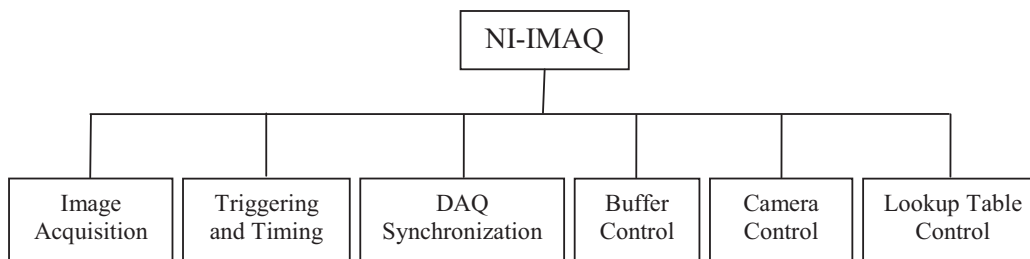 NI-IMAQ
Image
Acquisition
Triggering
and Timing
DAQ
Synchronization
Buffer
Control
Camera
Control
Lookup Table
Control